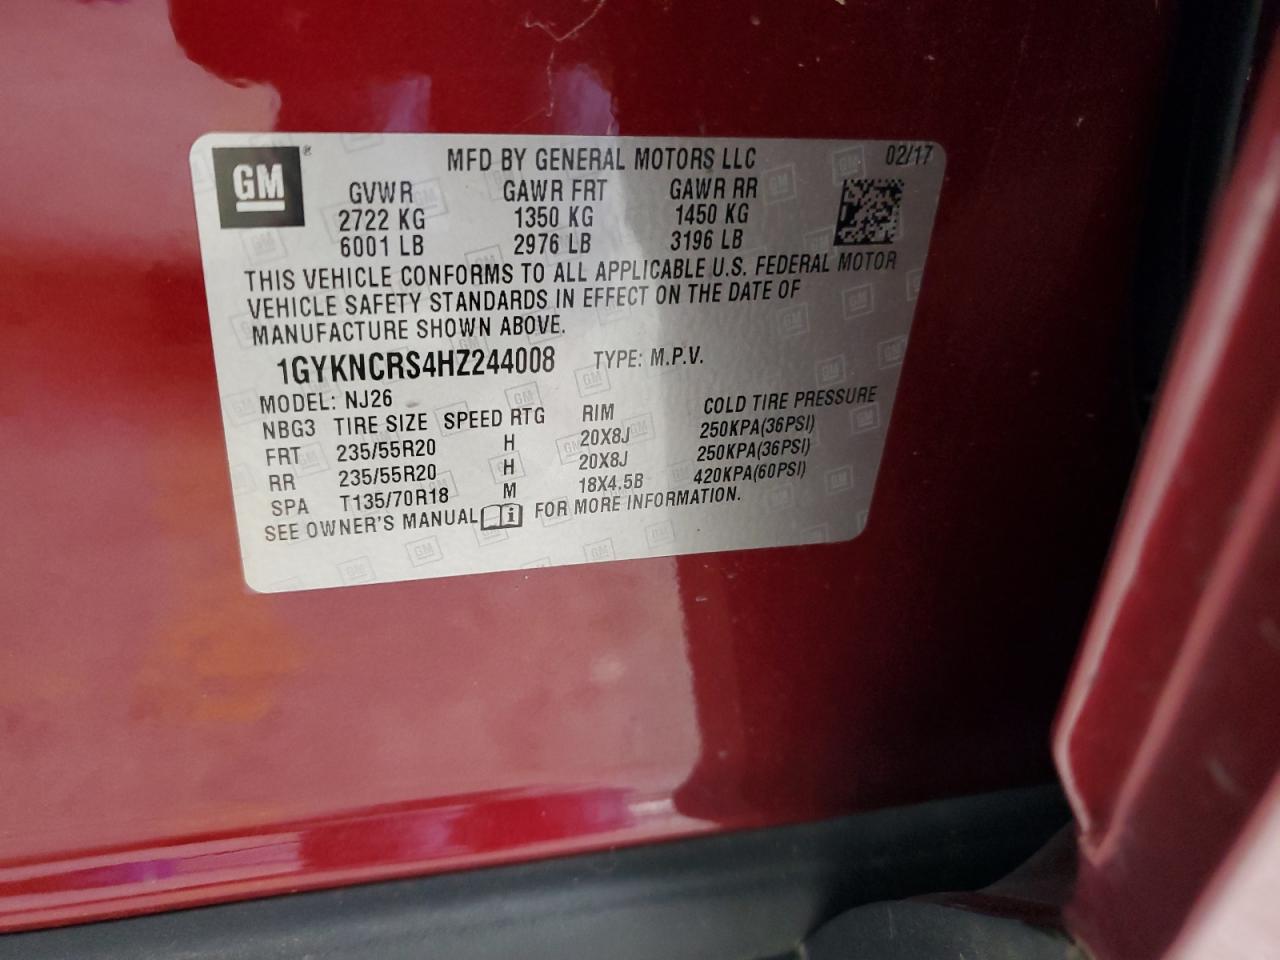 GM ® MFD BY GENERAL MOTORS LLC 02/17
GVWR GAWR FRT GAWR RR
2722 KG 1350 KG 1450 KG
6001 LB 2976 LB 3196 LB
THIS VEHICLE CONFORMS TO ALL APPLICABLE U.S. FEDERAL MOTOR
VEHICLE SAFETY STANDARDS IN EFFECT ON THE DATE OF
MANUFACTURE SHOWN ABOVE.
1GYKNCRS4HZ244008 TYPE: M.P.V.
MODEL: NJ26
NBG3 TIRE SIZE SPEED RTG RIM COLD TIRE PRESSURE
FRT 235/55R20 H 20X8J 250KPA(36PSI)
RR 235/55R20 H 20X8J 250KPA(36PSI)
SPA T135/70R18 M 18X4.5B 420KPA(60PSI)
SEE OWNER'S MANUAL i FOR MORE INFORMATION.